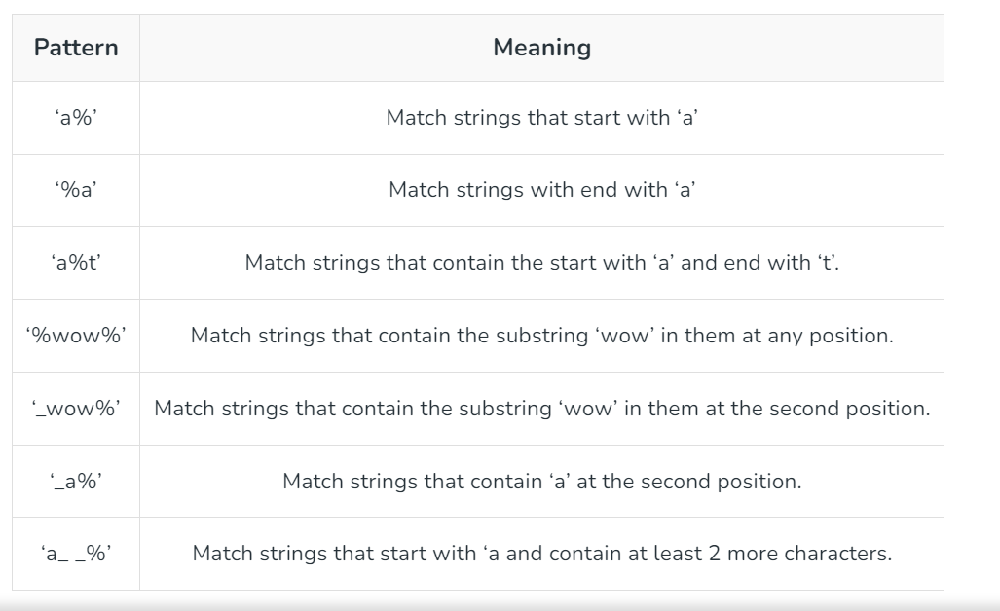 Pattern Meaning
‘a%’ Match strings that start with ‘a’
‘%a’ Match strings with end with ‘a’
‘a%t’ Match strings that contain the start with ‘a’ and end with ‘t’.
‘%wow%’ Match strings that contain the substring ‘wow’ in them at any position.
‘_wow%’ Match strings that contain the substring ‘wow’ in them at the second position.
‘_a%’ Match strings that contain ‘a’ at the second position.
‘a_ _%’ Match strings that start with ‘a and contain at least 2 more characters.